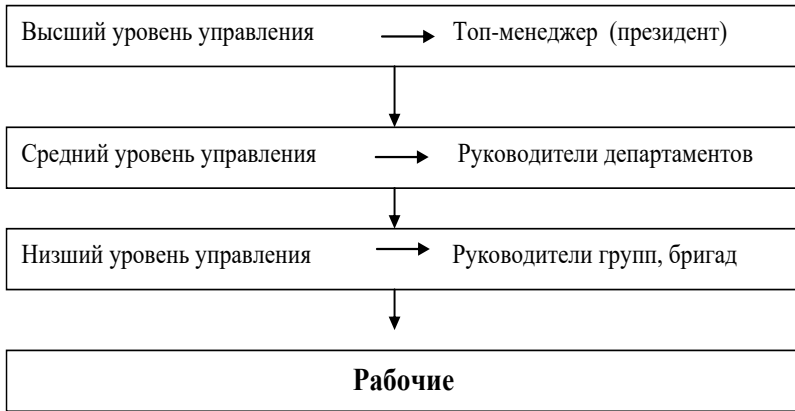 Высший уровень управления → Топ-менеджер (президент)
Средний уровень управления → Руководители департаментов
Низший уровень управления → Руководители групп, бригад
Рабочие